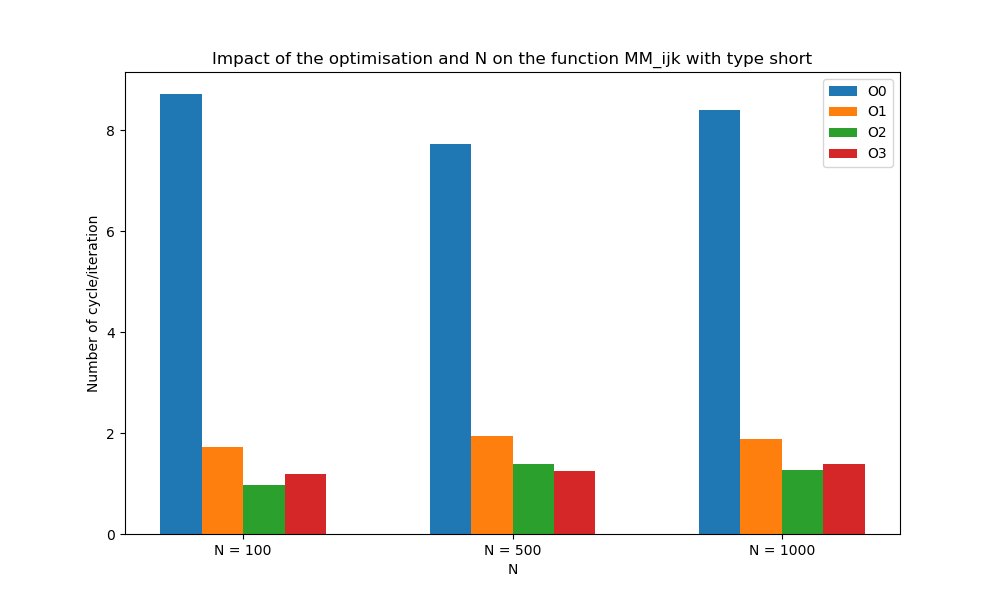 Impact of the optimisation and N on the function MM_ijk with type short
O0
O1
O2
O3
Number of cycle/iteration
8
6
4
2
0
N = 100
N = 500
N = 1000
N